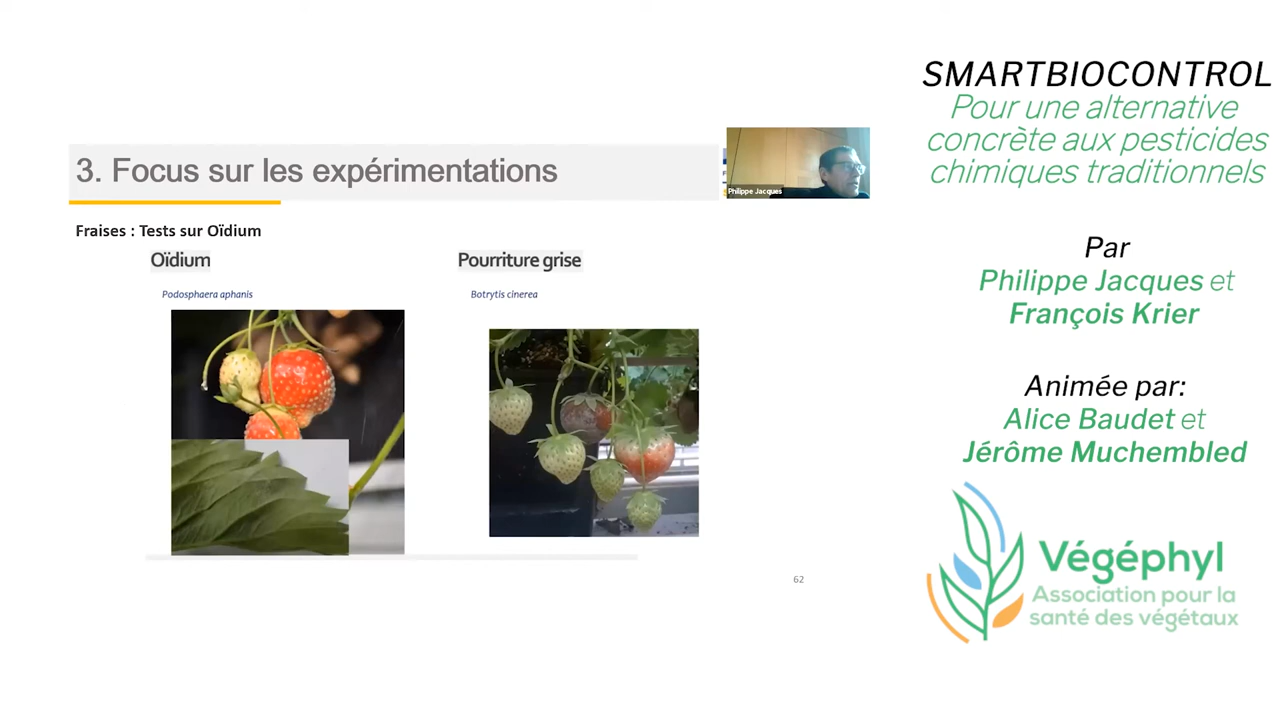 3. Focus sur les expérimentations
Philippe Jacques
Fraises : Tests sur Oïdium
Oïdium
Podosphaera aphanis
Pourriture grise
Botrytis cinerea
62
SMARTBIOCONTROL
Pour une alternative
concrète aux pesticides
chimiques traditionnels
Par
Philippe Jacques et
François Krier
Animée par:
Alice Baudet et
Jérôme Muchembled
Végéphyl
Association pour la
santé des végétaux